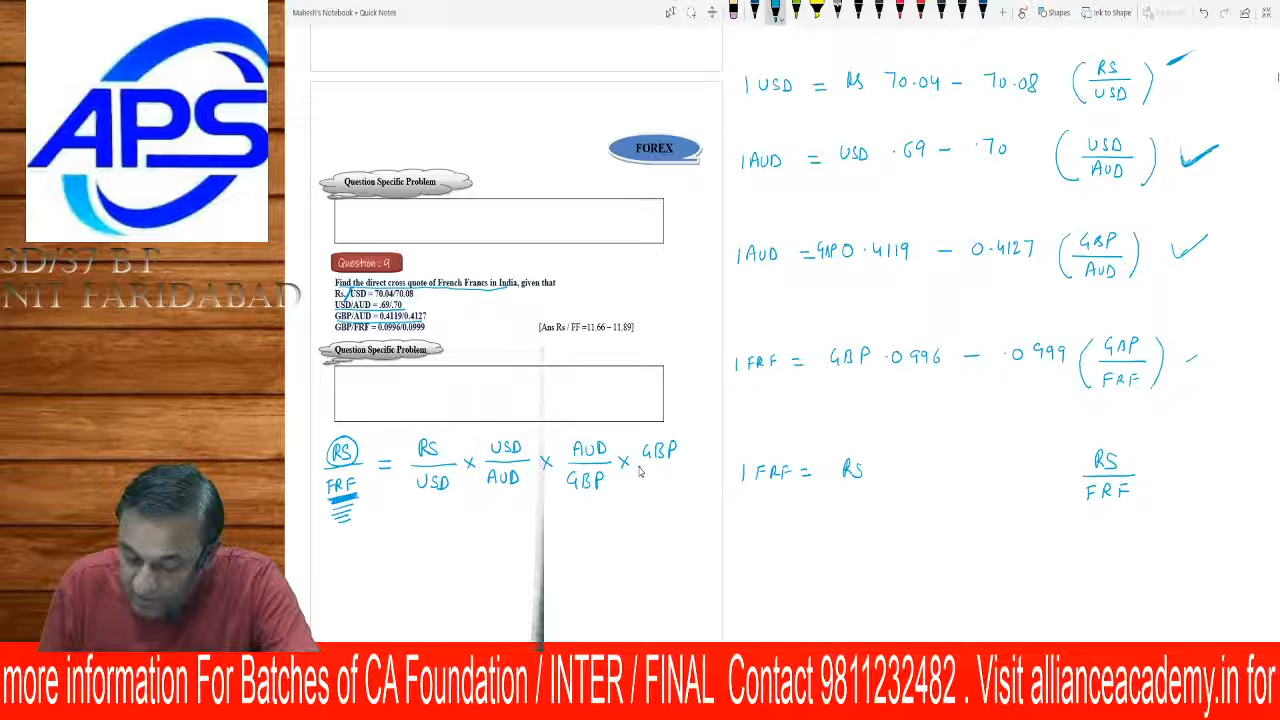 Mahesh's Notebook » Quick Notes
Shapes
Ink to Shape
APS
3D/37 B.P.
NIT FARIDABAD
FOREX
Question Specific Problem
Question : 9
Find the direct cross quote of French Francs in India, given that
Rs./USD = 70.04/70.08
USD/AUD = .69/.70
GBP/AUD = 0.4119/0.4127
GBP/FRF = 0.0996/0.0999 [Ans Rs / FF =11.66 – 11.89]
Question Specific Problem
RS/FRF = RS/USD × USD/AUD × AUD/GBP × GBP
1 USD = RS 70.04 – 70.08 (RS/USD)
1 AUD = USD .69 – .70 (USD/AUD)
1 AUD = GBP 0.4119 – 0.4127 (GBP/AUD)
1 FRF = GBP .0996 – .0999 (GBP/FRF)
1 FRF = RS RS/FRF
more information For Batches of CA Foundation / INTER / FINAL Contact 9811232482 . Visit allianceacademy.in for